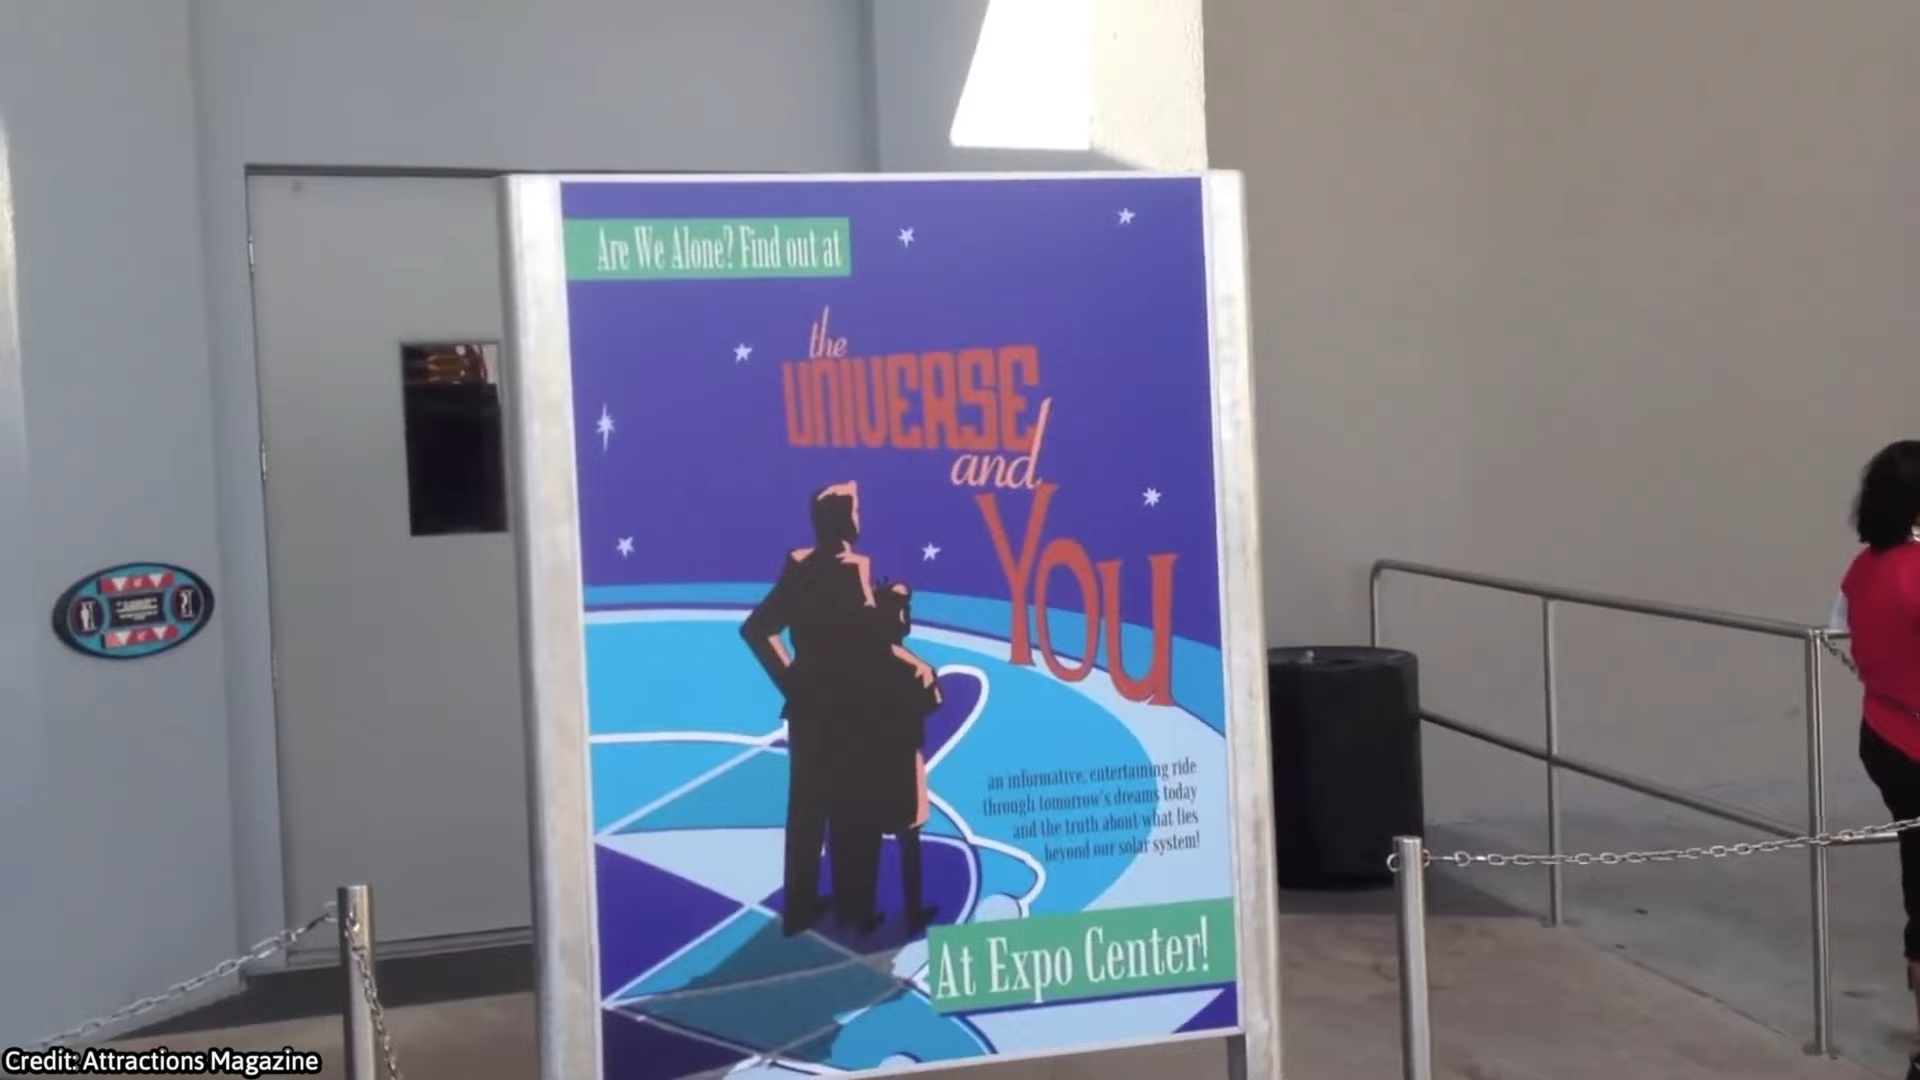 Are We Alone? Find out at
the
UNIVERSE
and
You
an informative, entertaining ride
through tomorrow's dreams today
and the truth about what lies
beyond our solar system!
At Expo Center!
Credit: Attractions Magazine